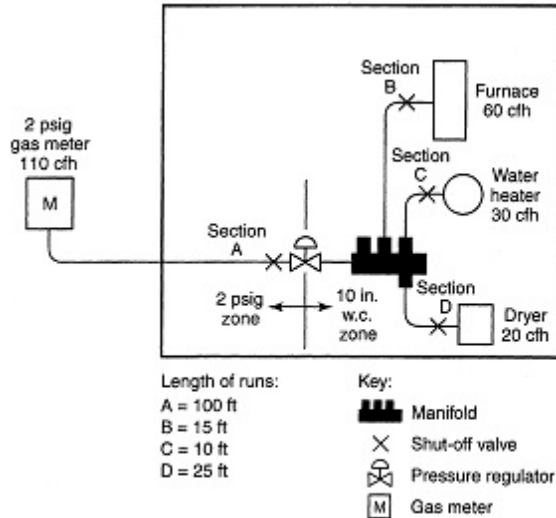 Section
B
Furnace
60 cfh
2 psig
gas meter
110 cfh
M
Section
C
Water
heater
30 cfh
Section
A
2 psig
zone
10 in.
w.c.
zone
Section
D
Dryer
20 cfh
Length of runs:
A = 100 ft
B = 15 ft
C = 10 ft
D = 25 ft
Key:
Manifold
Shut-off valve
Pressure regulator
M
Gas meter